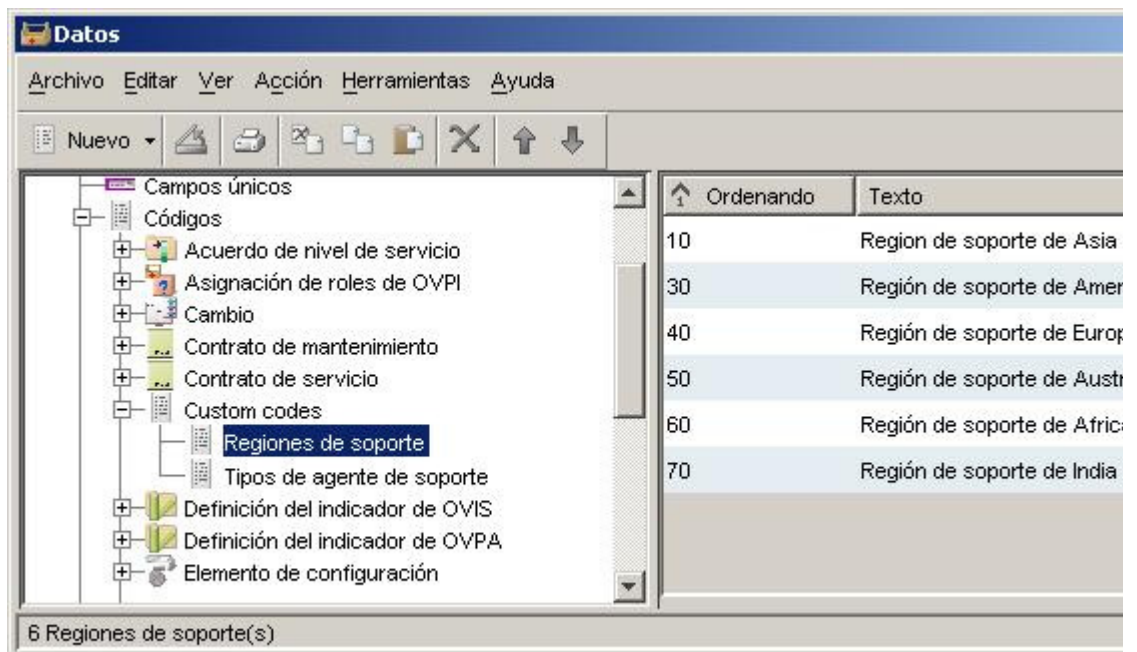 Datos
Archivo Editar Ver Acción Herramientas Ayuda
Nuevo
Campos únicos
Códigos
Acuerdo de nivel de servicio
Asignación de roles de OVPI
Cambio
Contrato de mantenimiento
Contrato de servicio
Custom codes
Regiones de soporte
Tipos de agente de soporte
Definición del indicador de OVIS
Definición del indicador de OVPA
Elemento de configuración
1 Ordenando Texto
10 Region de soporte de Asia
30 Región de soporte de Amer
40 Región de soporte de Europ
50 Región de soporte de Austr
60 Región de soporte de Africa
70 Región de soporte de India
6 Regiones de soporte(s)